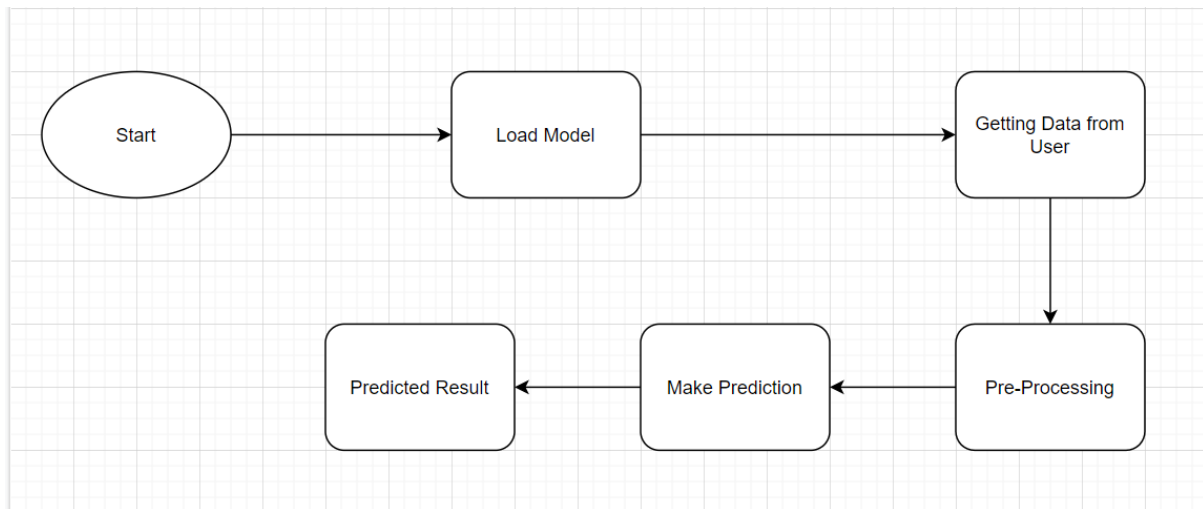 Start
Load Model
Getting Data from
User
Predicted Result
Make Prediction
Pre-Processing